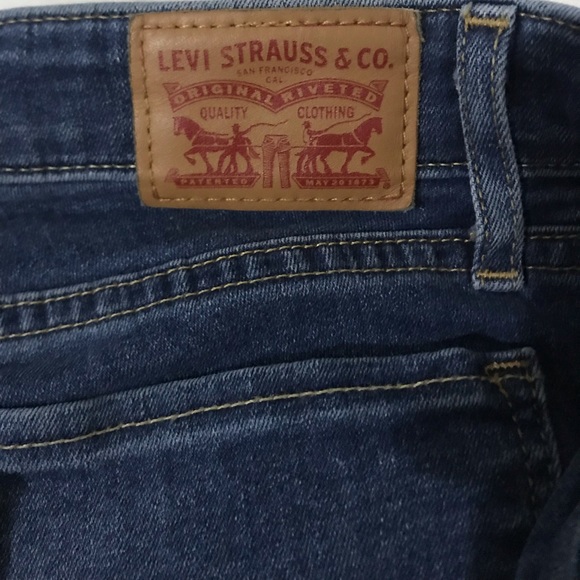 LEVI STRAUSS & CO.
SAN FRANCISCO
CAL
ORIGINAL RIVETED
QUALITY CLOTHING
PATENTED MAY 20 1873
®